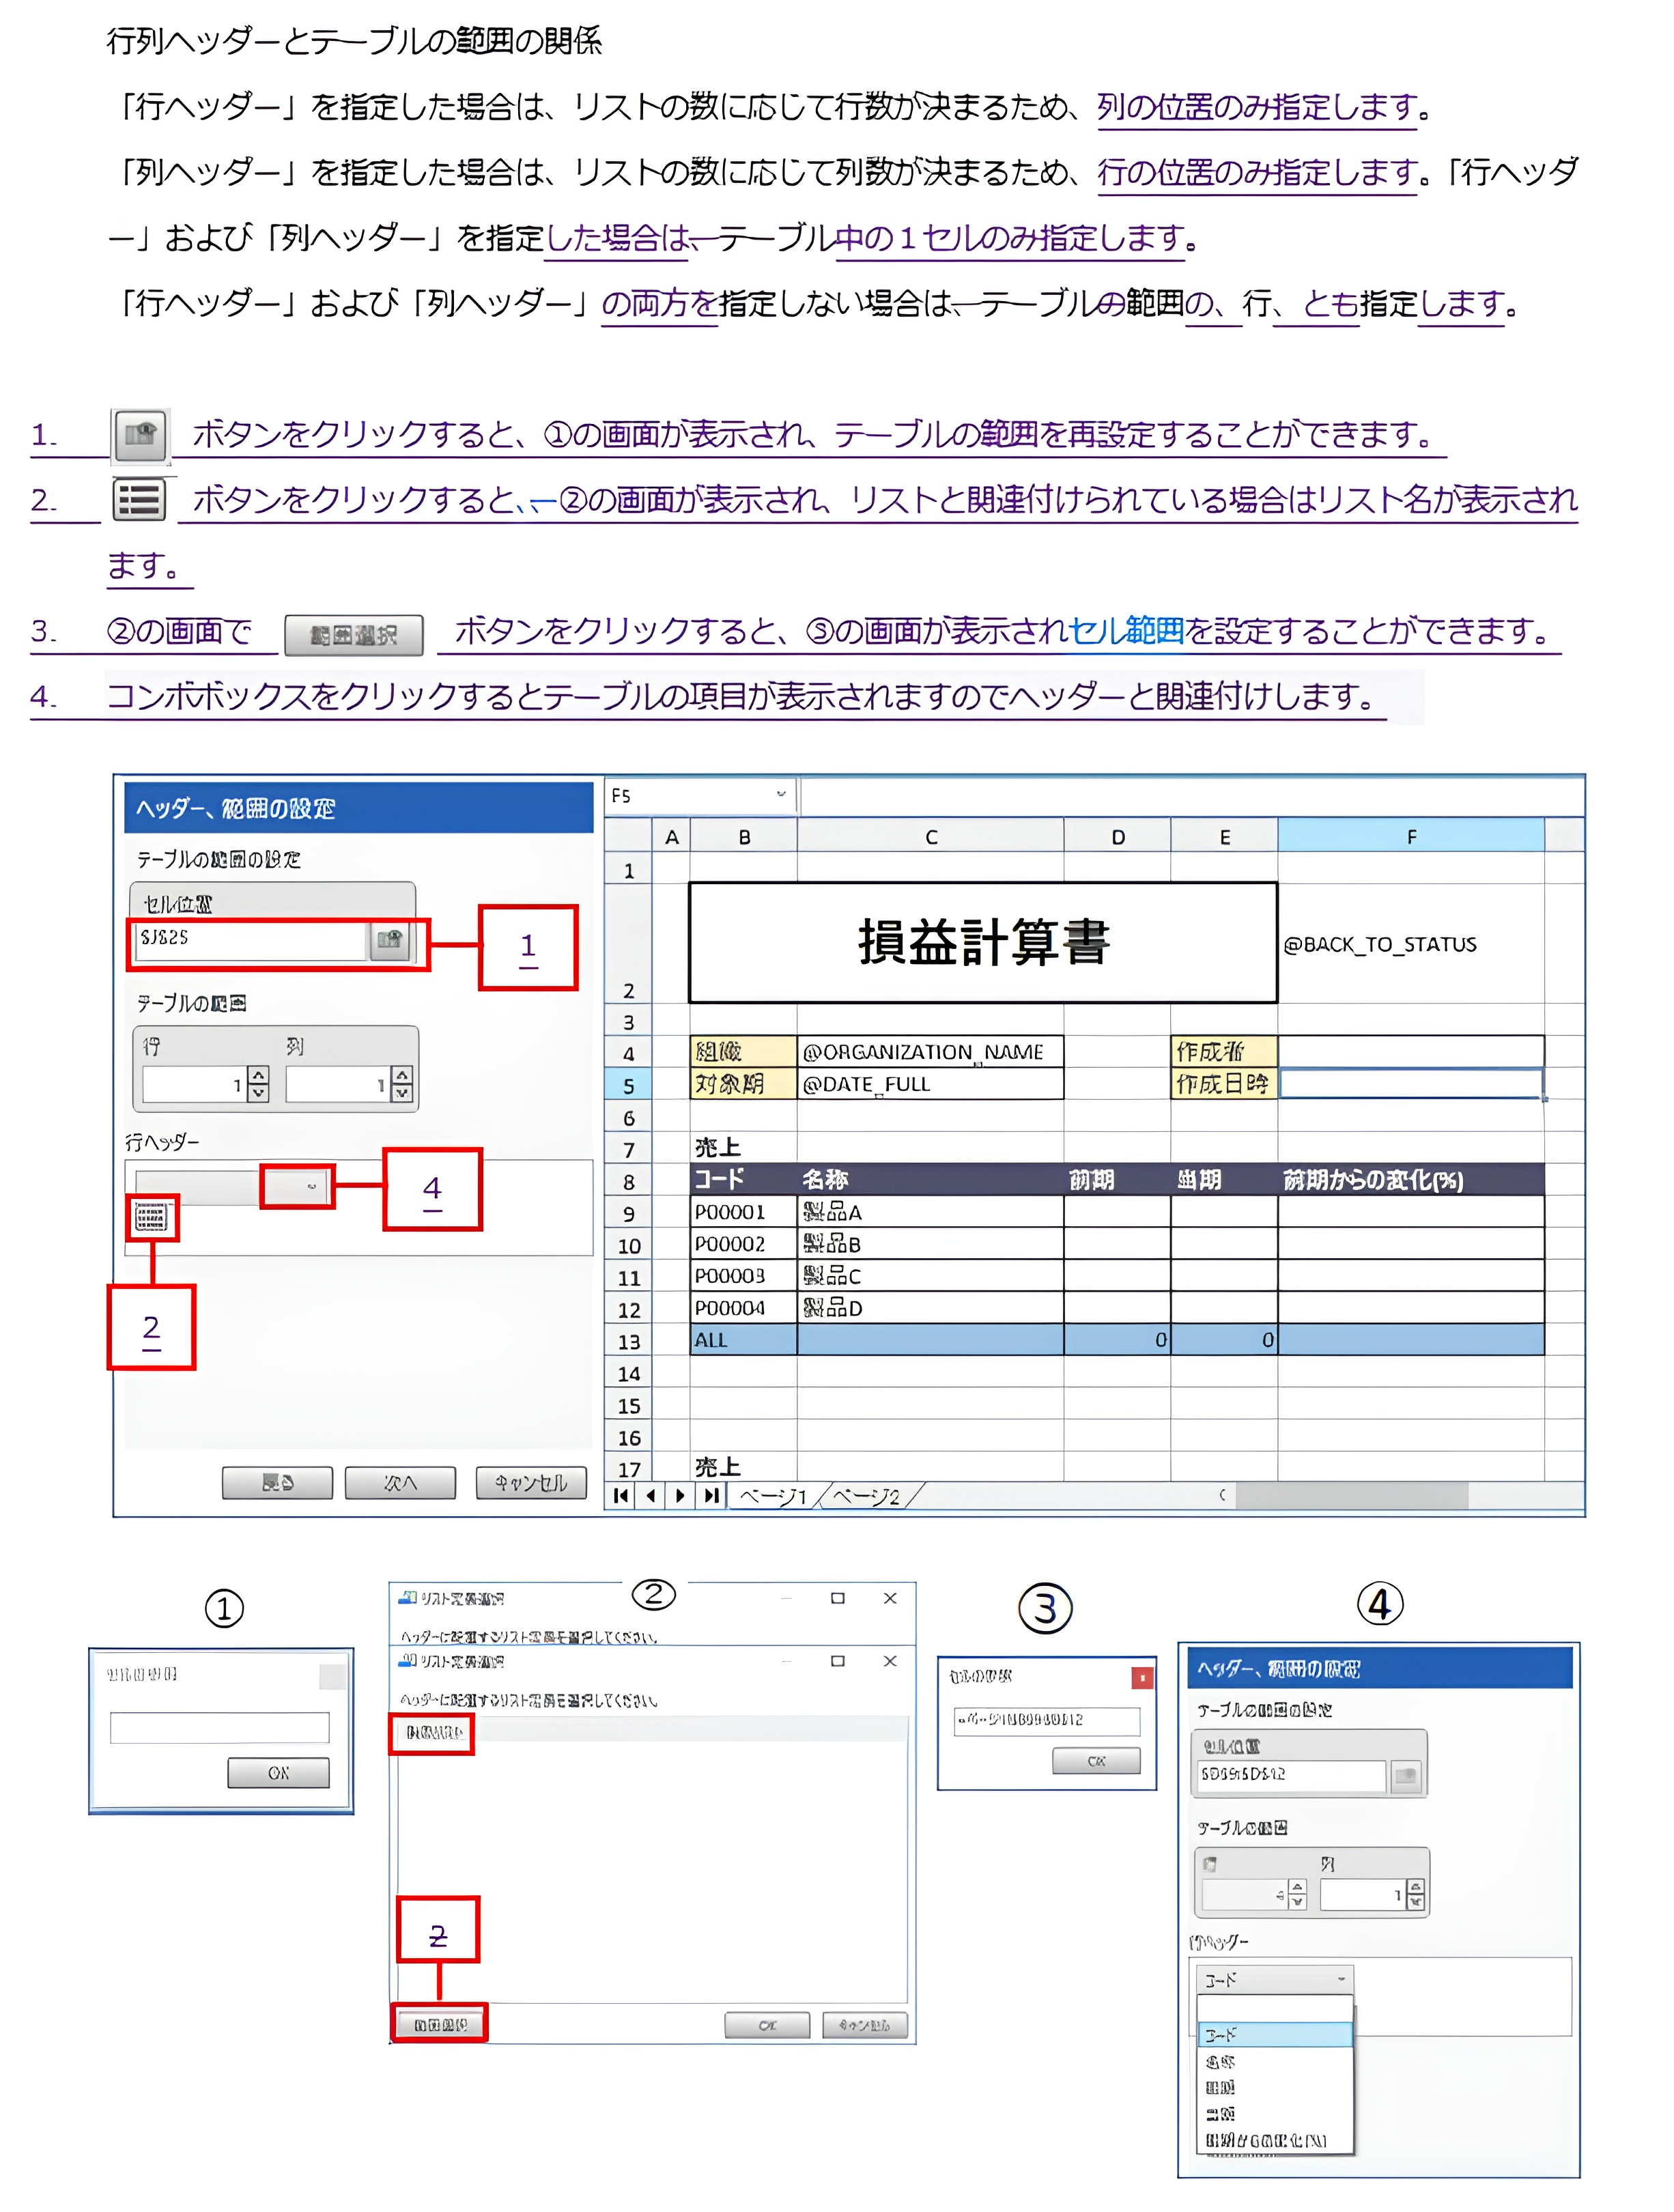 行列ヘッダーとテーブルの範囲の関係
「行ヘッダー」を指定した場合は、リストの数に応じて行数が決まるため、列の位置のみ指定します。
「列ヘッダー」を指定した場合は、リストの数に応じて列数が決まるため、行の位置のみ指定します。「行ヘッダ
ー」および「列ヘッダー」を指定した場合は、テーブル中の１セルのみ指定します。
「行ヘッダー」および「列ヘッダー」の両方を指定しない場合は、テーブルの範囲の、行、とも指定します。
1. ボタンをクリックすると、①の画面が表示され、テーブルの範囲を再設定することができます。
2. ボタンをクリックすると、、②の画面が表示され、リストと関連付けられている場合はリスト名が表示され
ます。
3. ②の画面で 範囲選択 ボタンをクリックすると、③の画面が表示されセル範囲を設定することができます。
4. コンボボックスをクリックするとテーブルの項目が表示されますのでヘッダーと関連付けします。
ヘッダー、範囲の設定
テーブルの範囲の設定
セル位置
$J$25
1
テーブルの範囲
行 列
1 1
行ヘッダー
4
2
戻る 次へ キャンセル
F5
A B C D E F
1
2 損益計算書 @BACK_TO_STATUS
3
4 組織 @ORGANIZATION_NAME 作成者
5 対象期 @DATE_FULL 作成日時
6
7 売上
8 コード 名称 前期 当期 前期からの変化(%)
9 P00001 製品A
10 P00002 製品B
11 P00003 製品C
12 P00004 製品D
13 ALL 0 0
14
15
16
17 売上
ページ1 ページ2
①
OK
②
ヘッダーに配置するリスト定義を選択してください。
ヘッダーに配置するリスト定義を選択してください
2
範囲選択 OK キャンセル
③
OK
④
ヘッダー、範囲の設定
テーブルの範囲の設定
セル位置
$D$9:$D$12
テーブルの範囲
列
1
行ヘッダー
コード
コード
名称
前期
当期
前期からの変化(%)